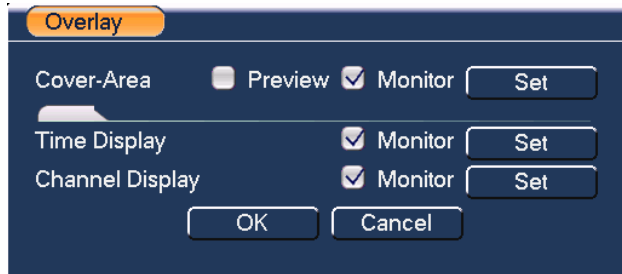 Overlay
Cover-Area Preview Monitor Set
Time Display Monitor Set
Channel Display Monitor Set
OK Cancel